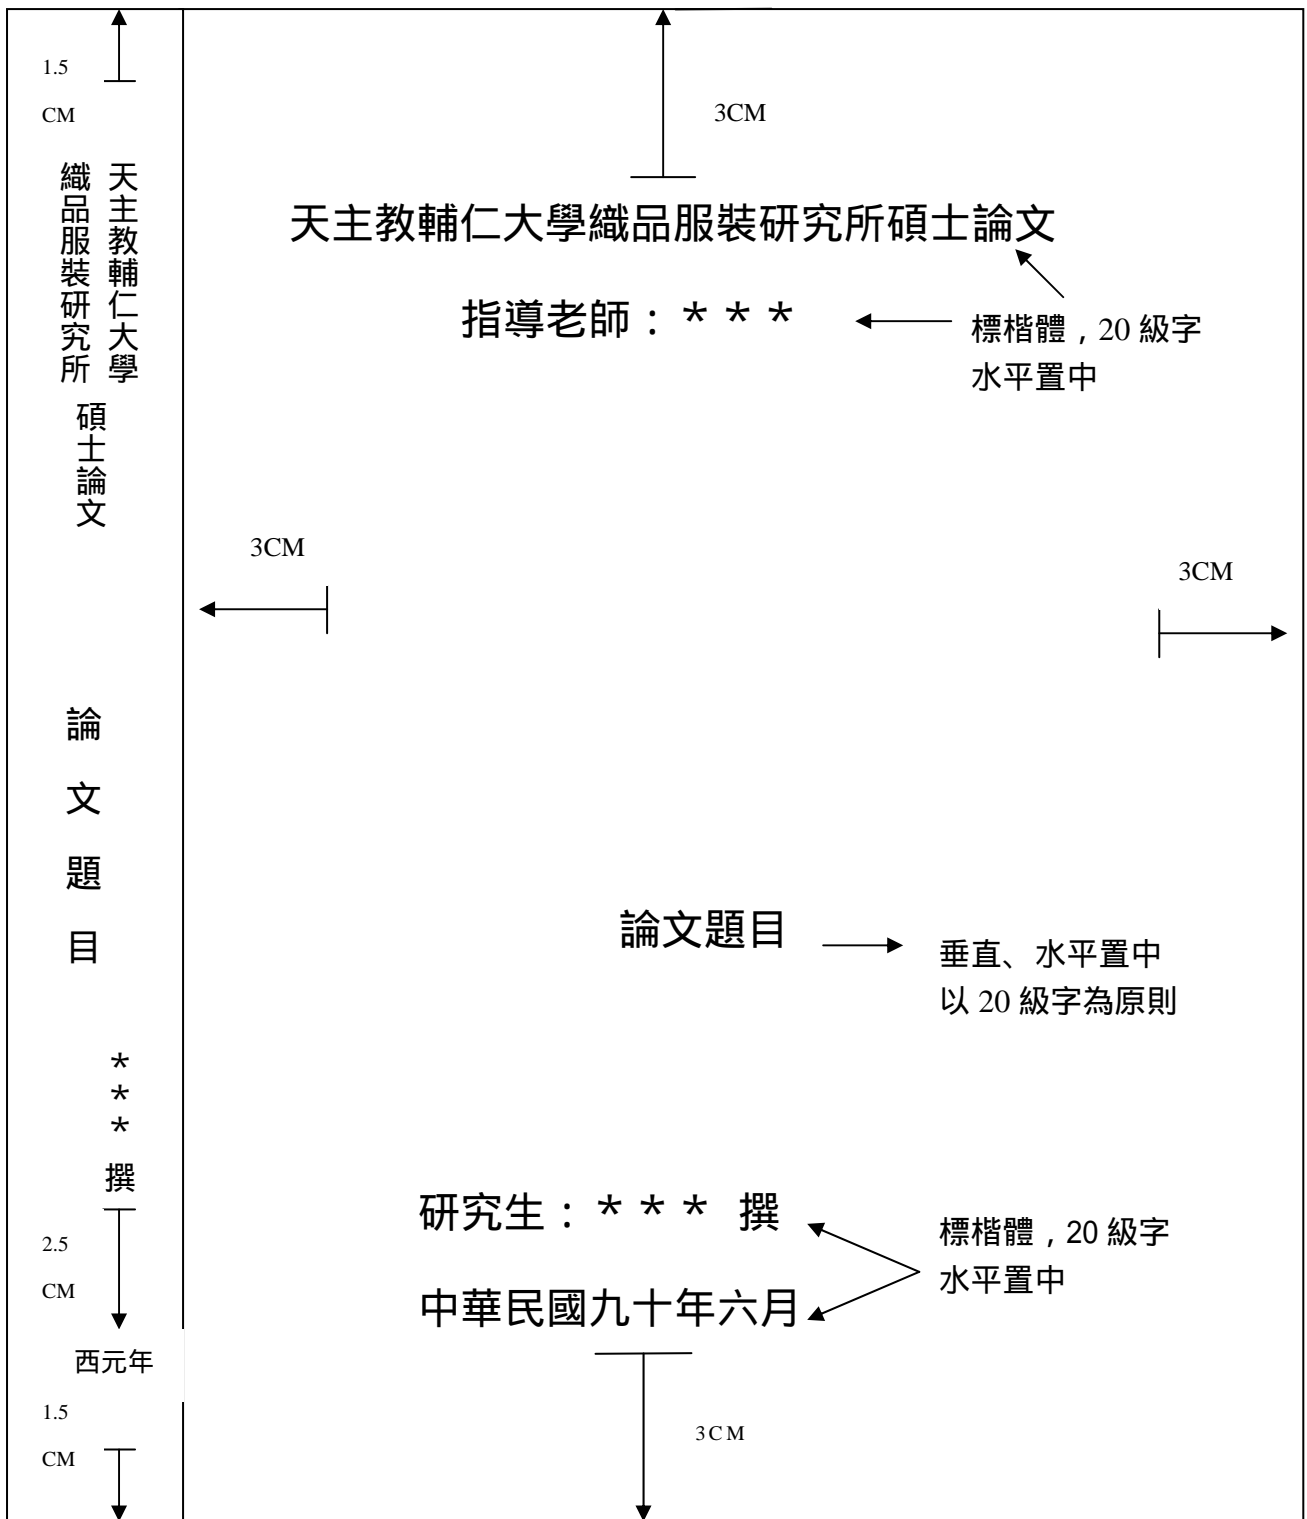 1.5
CM
天主教輔仁大學
織品服裝研究所
碩士論文
論文題目
***撰
2.5
CM
西元年
1.5
CM
3CM
天主教輔仁大學織品服裝研究所碩士論文
指導老師：＊＊＊
標楷體，20 級字
水平置中
3CM
3CM
論文題目
垂直、水平置中
以 20 級字為原則
研究生：＊＊＊ 撰
標楷體，20 級字
水平置中
中華民國九十年六月
3CM